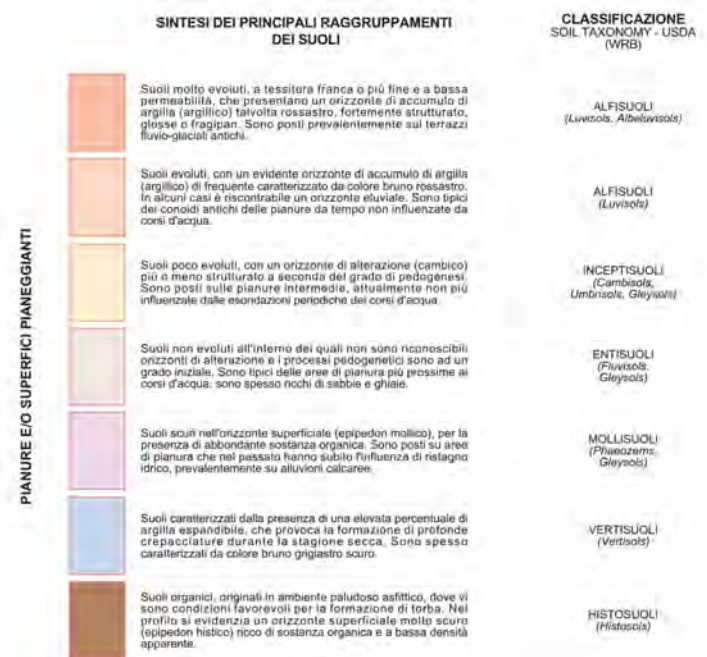 SINTESI DEI PRINCIPALI RAGGRUPPAMENTI
DEI SUOLI
CLASSIFICAZIONE
SOIL TAXONOMY - USDA
(WRB)
PIANURE E/O SUPERFICI PIANEGGIANTI
Suoli molto evoluti, a tessitura franca o più fine e a bassa
permeabilità, che presentano un orizzonte di accumulo di
argilla (argillico) talvolta rossastro, fortemente strutturato,
glosse o fragipan. Sono posti prevalentemente sui terrazzi
fluvio-glaciali antichi.
ALFISUOLI
(Luvisols, Albeluvisols)
Suoli evoluti, con un evidente orizzonte di accumulo di argilla
(argillico) di frequente caratterizzato da colore bruno rossastro.
In alcuni casi è riscontrabile un orizzonte eluviale. Sono tipici
dei conoidi antichi delle pianure da tempo non influenzate da
corsi d'acqua.
ALFISUOLI
(Luvisols)
Suoli poco evoluti, con un orizzonte di alterazione (cambico)
più o meno strutturato a seconda del grado di pedogenesi.
Sono posti sulle pianure intermedie, attualmente non più
influenzate dalle esondazioni periodiche dei corsi d'acqua.
INCEPTISUOLI
(Cambisols,
Umbrisols, Gleysols)
Suoli non evoluti all'interno dei quali non sono riconoscibili
orizzonti di alterazione e i processi pedogenetici sono ad un
grado iniziale. Sono tipici delle aree di pianura più prossime ai
corsi d'acqua, sono spesso ricchi di sabbie e ghiaie.
ENTISUOLI
(Fluvisols,
Gleysols)
Suoli scuri nell'orizzonte superficiale (epipedon mollico), per la
presenza di abbondante sostanza organica. Sono posti su aree
di pianura che nel passato hanno subito l'influenza di ristagno
idrico, prevalentemente su alluvioni calcaree.
MOLLISUOLI
(Phaeozems,
Gleysols)
Suoli caratterizzati dalla presenza di una elevata percentuale di
argilla espandibile, che provoca la formazione di profonde
crepacciature durante la stagione secca. Sono spesso
caratterizzati da colore bruno grigiastro scuro.
VERTISUOLI
(Vertisols)
Suoli organici, originati in ambiente paludoso asfittico, dove vi
sono condizioni favorevoli per la formazione di torba. Nel
profilo si evidenzia un orizzonte superficiale molto scuro
(epipedon histico) ricco di sostanza organica e a bassa densità
apparente.
HISTOSUOLI
(Histosols)